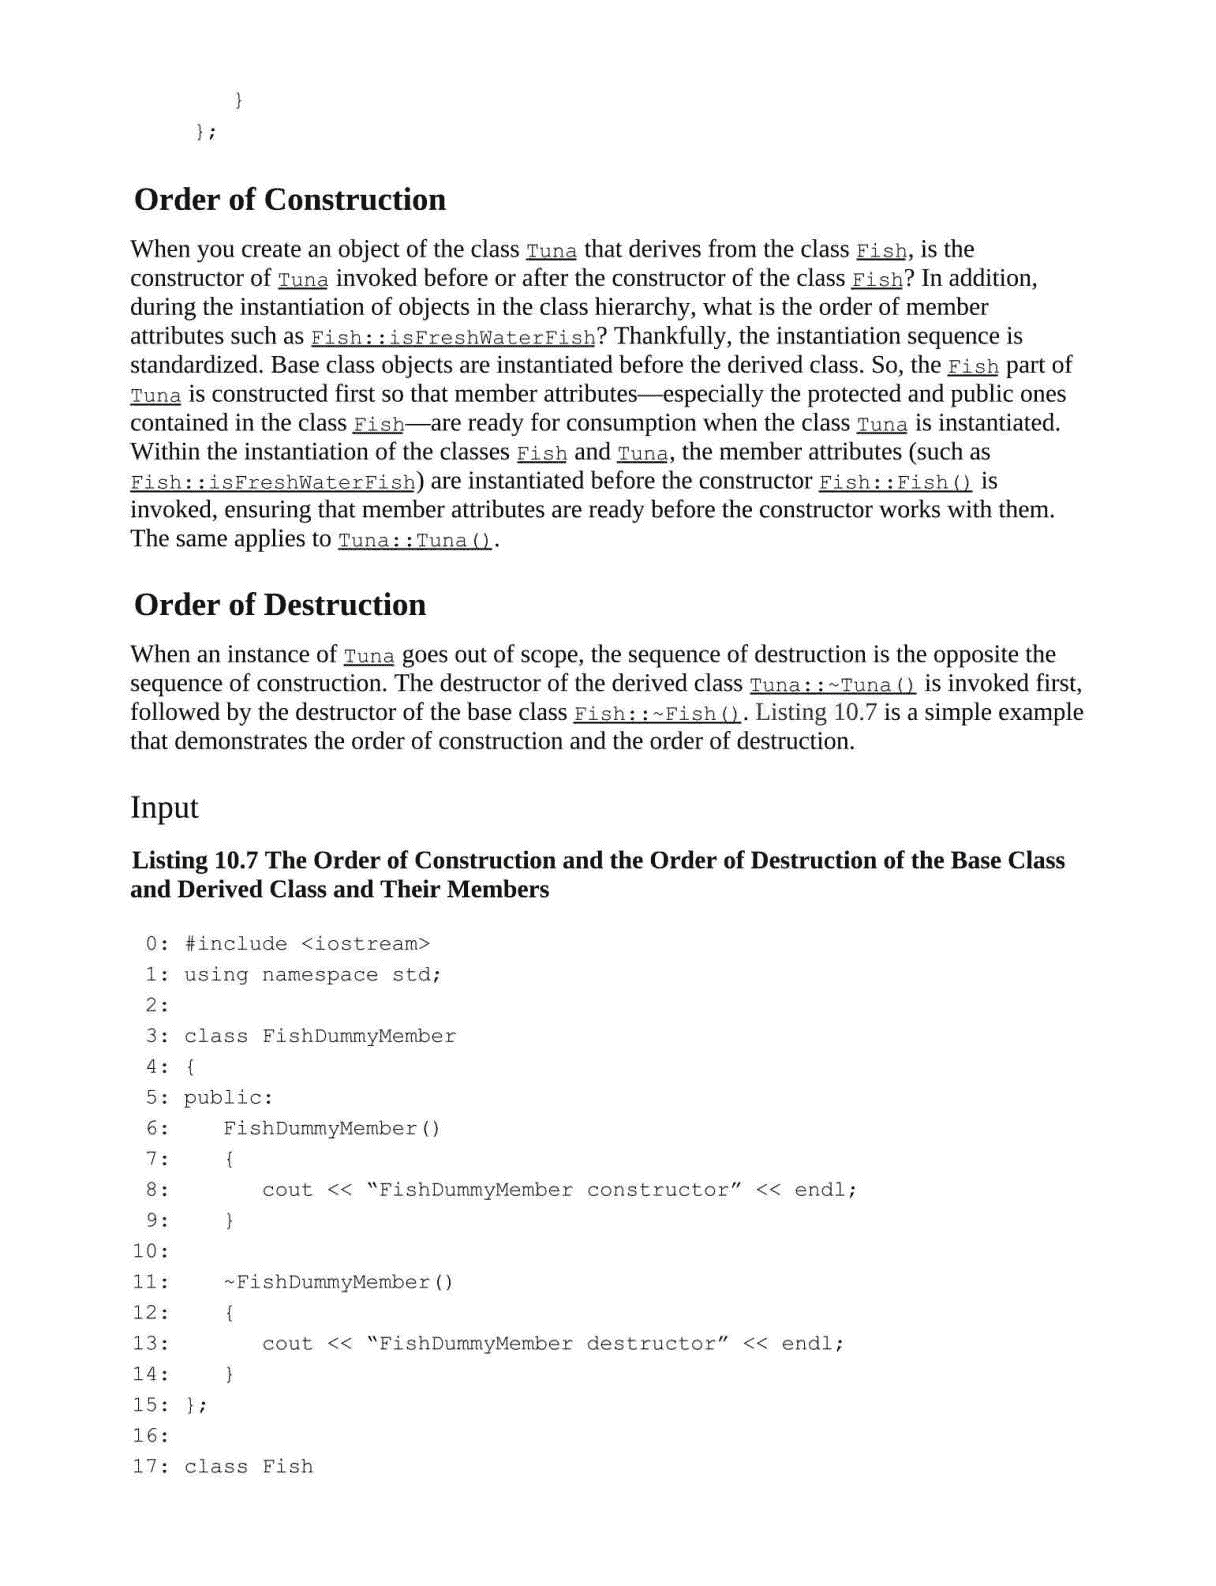 }
};
Order of Construction
When you create an object of the class Tuna that derives from the class Fish, is the
constructor of Tuna invoked before or after the constructor of the class Fish? In addition,
during the instantiation of objects in the class hierarchy, what is the order of member
attributes such as Fish::isFreshWaterFish? Thankfully, the instantiation sequence is
standardized. Base class objects are instantiated before the derived class. So, the Fish part of
Tuna is constructed first so that member attributes—especially the protected and public ones
contained in the class Fish—are ready for consumption when the class Tuna is instantiated.
Within the instantiation of the classes Fish and Tuna, the member attributes (such as
Fish::isFreshWaterFish) are instantiated before the constructor Fish::Fish() is
invoked, ensuring that member attributes are ready before the constructor works with them.
The same applies to Tuna::Tuna().
Order of Destruction
When an instance of Tuna goes out of scope, the sequence of destruction is the opposite the
sequence of construction. The destructor of the derived class Tuna::~Tuna() is invoked first,
followed by the destructor of the base class Fish::~Fish(). Listing 10.7 is a simple example
that demonstrates the order of construction and the order of destruction.
Input
Listing 10.7 The Order of Construction and the Order of Destruction of the Base Class
and Derived Class and Their Members
0: #include <iostream>
1: using namespace std;
2:
3: class FishDummyMember
4: {
5: public:
6:    FishDummyMember()
7:    {
8:       cout << “FishDummyMember constructor” << endl;
9:    }
10:
11:    ~FishDummyMember()
12:    {
13:       cout << “FishDummyMember destructor” << endl;
14:    }
15: };
16:
17: class Fish